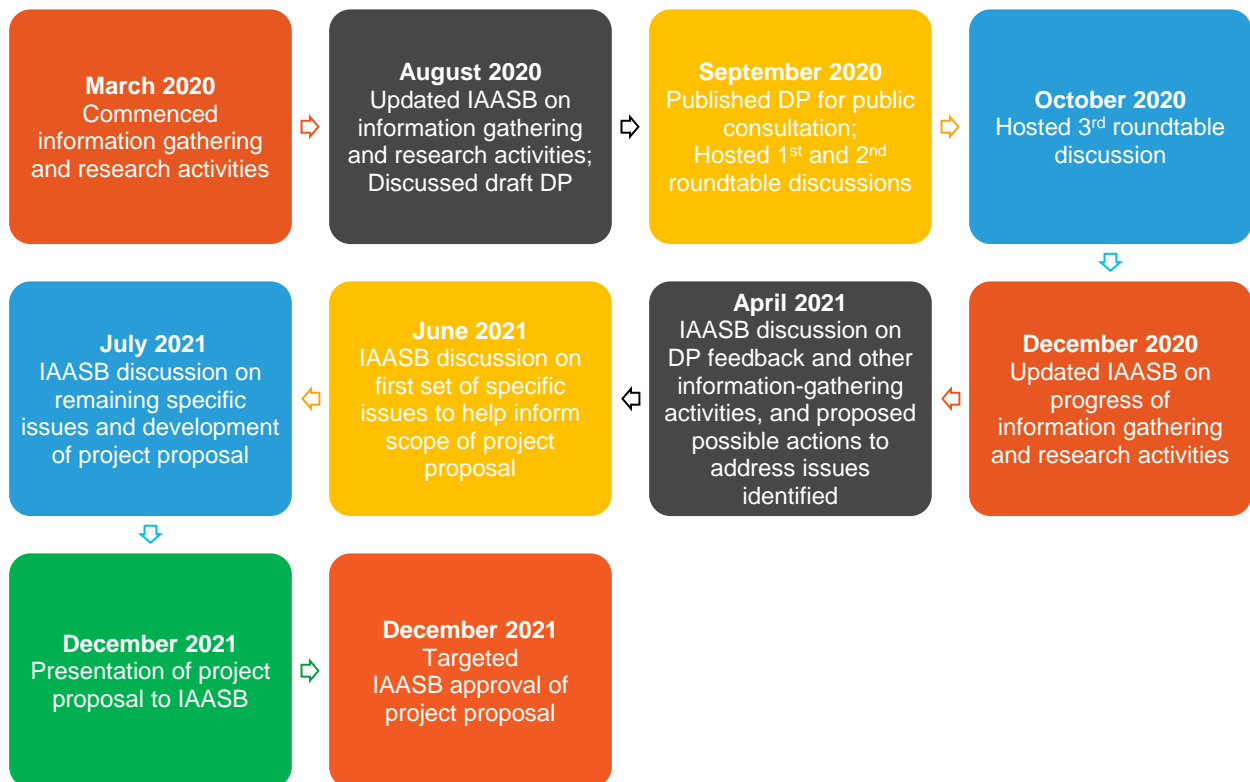 March 2020
Commenced
information gathering
and research activities
August 2020
Updated IAASB on
information gathering
and research activities;
Discussed draft DP
September 2020
Published DP for public
consultation;
Hosted 1st and 2nd
roundtable discussions
October 2020
Hosted 3rd roundtable
discussion
December 2020
Updated IAASB on
progress of
information gathering
and research activities
April 2021
IAASB discussion on
DP feedback and other
information-gathering
activities, and proposed
possible actions to
address issues
identified
June 2021
IAASB discussion on
first set of specific
issues to help inform
scope of project
proposal
July 2021
IAASB discussion on
remaining specific
issues and development
of project proposal
December 2021
Presentation of project
proposal to IAASB
December 2021
Targeted
IAASB approval of
project proposal